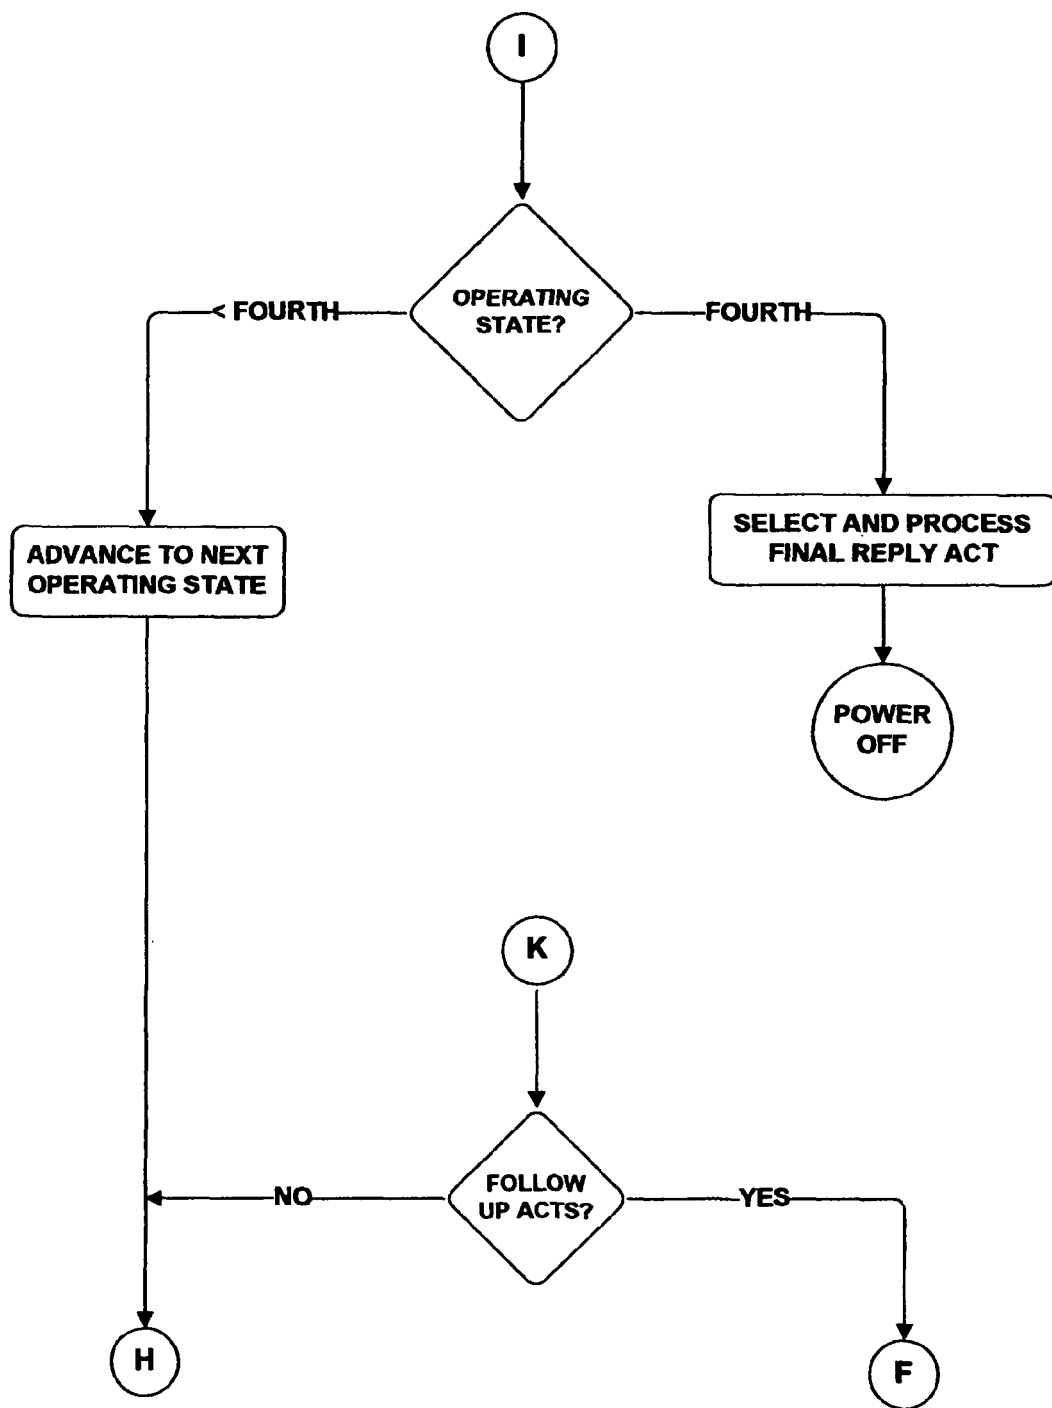 I
OPERATING
STATE?
< FOURTH
FOURTH
ADVANCE TO NEXT
OPERATING STATE
SELECT AND PROCESS
FINAL REPLY ACT
POWER
OFF
K
FOLLOW
UP ACTS?
NO
YES
H
F